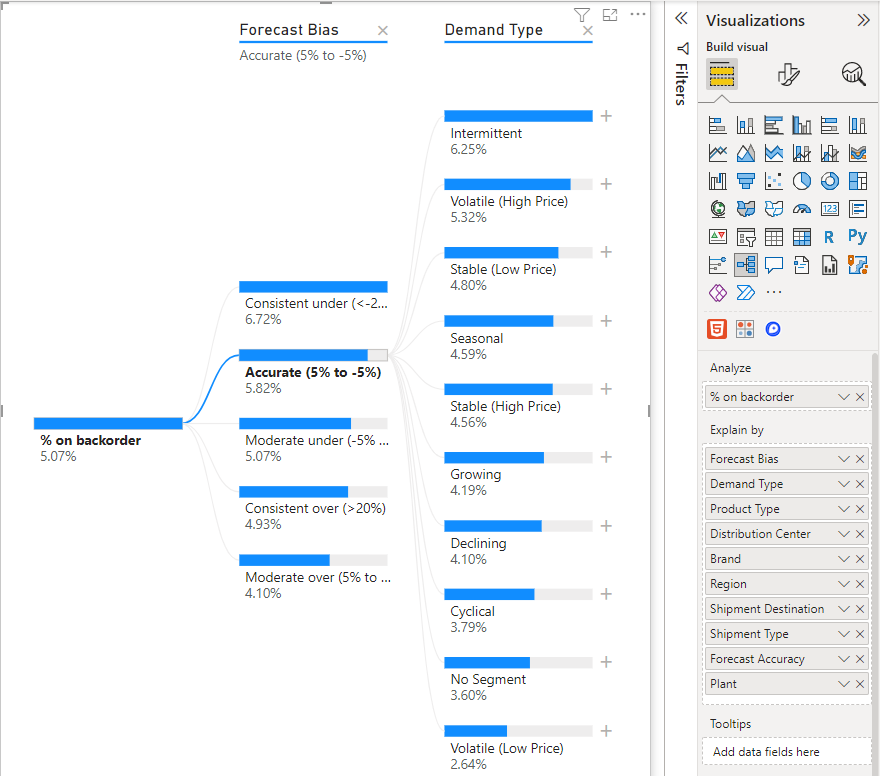 Forecast Bias
Accurate (5% to -5%)
Demand Type
% on backorder
5.07%
Consistent under (<-2...
6.72%
Accurate (5% to -5%)
5.82%
Moderate under (-5% ...
5.07%
Consistent over (>20%)
4.93%
Moderate over (5% to ...
4.10%
Intermittent
6.25%
Volatile (High Price)
5.32%
Stable (Low Price)
4.80%
Seasonal
4.59%
Stable (High Price)
4.56%
Growing
4.19%
Declining
4.10%
Cyclical
3.79%
No Segment
3.60%
Volatile (Low Price)
2.64%
Filters
Visualizations
Build visual
123
R
Py
5
Analyze
% on backorder
Explain by
Forecast Bias
Demand Type
Product Type
Distribution Center
Brand
Region
Shipment Destination
Shipment Type
Forecast Accuracy
Plant
Tooltips
Add data fields here